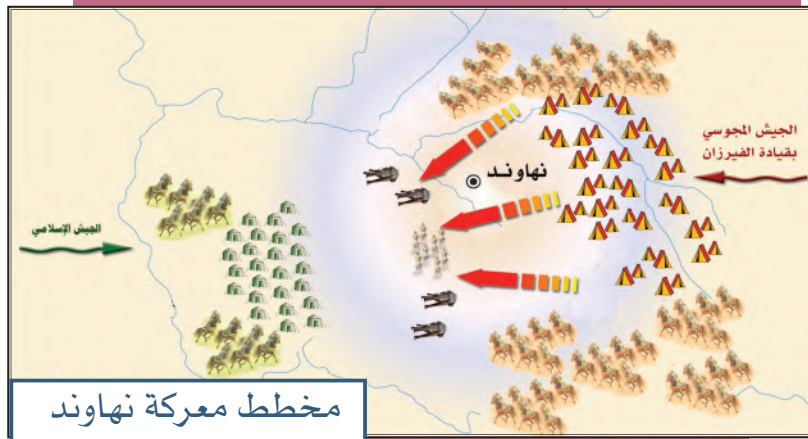 الجيش المجوسي
بقيادة الفيرزان
نهاوند
الجيش الإسلامي
مخطط معركة نهاوند